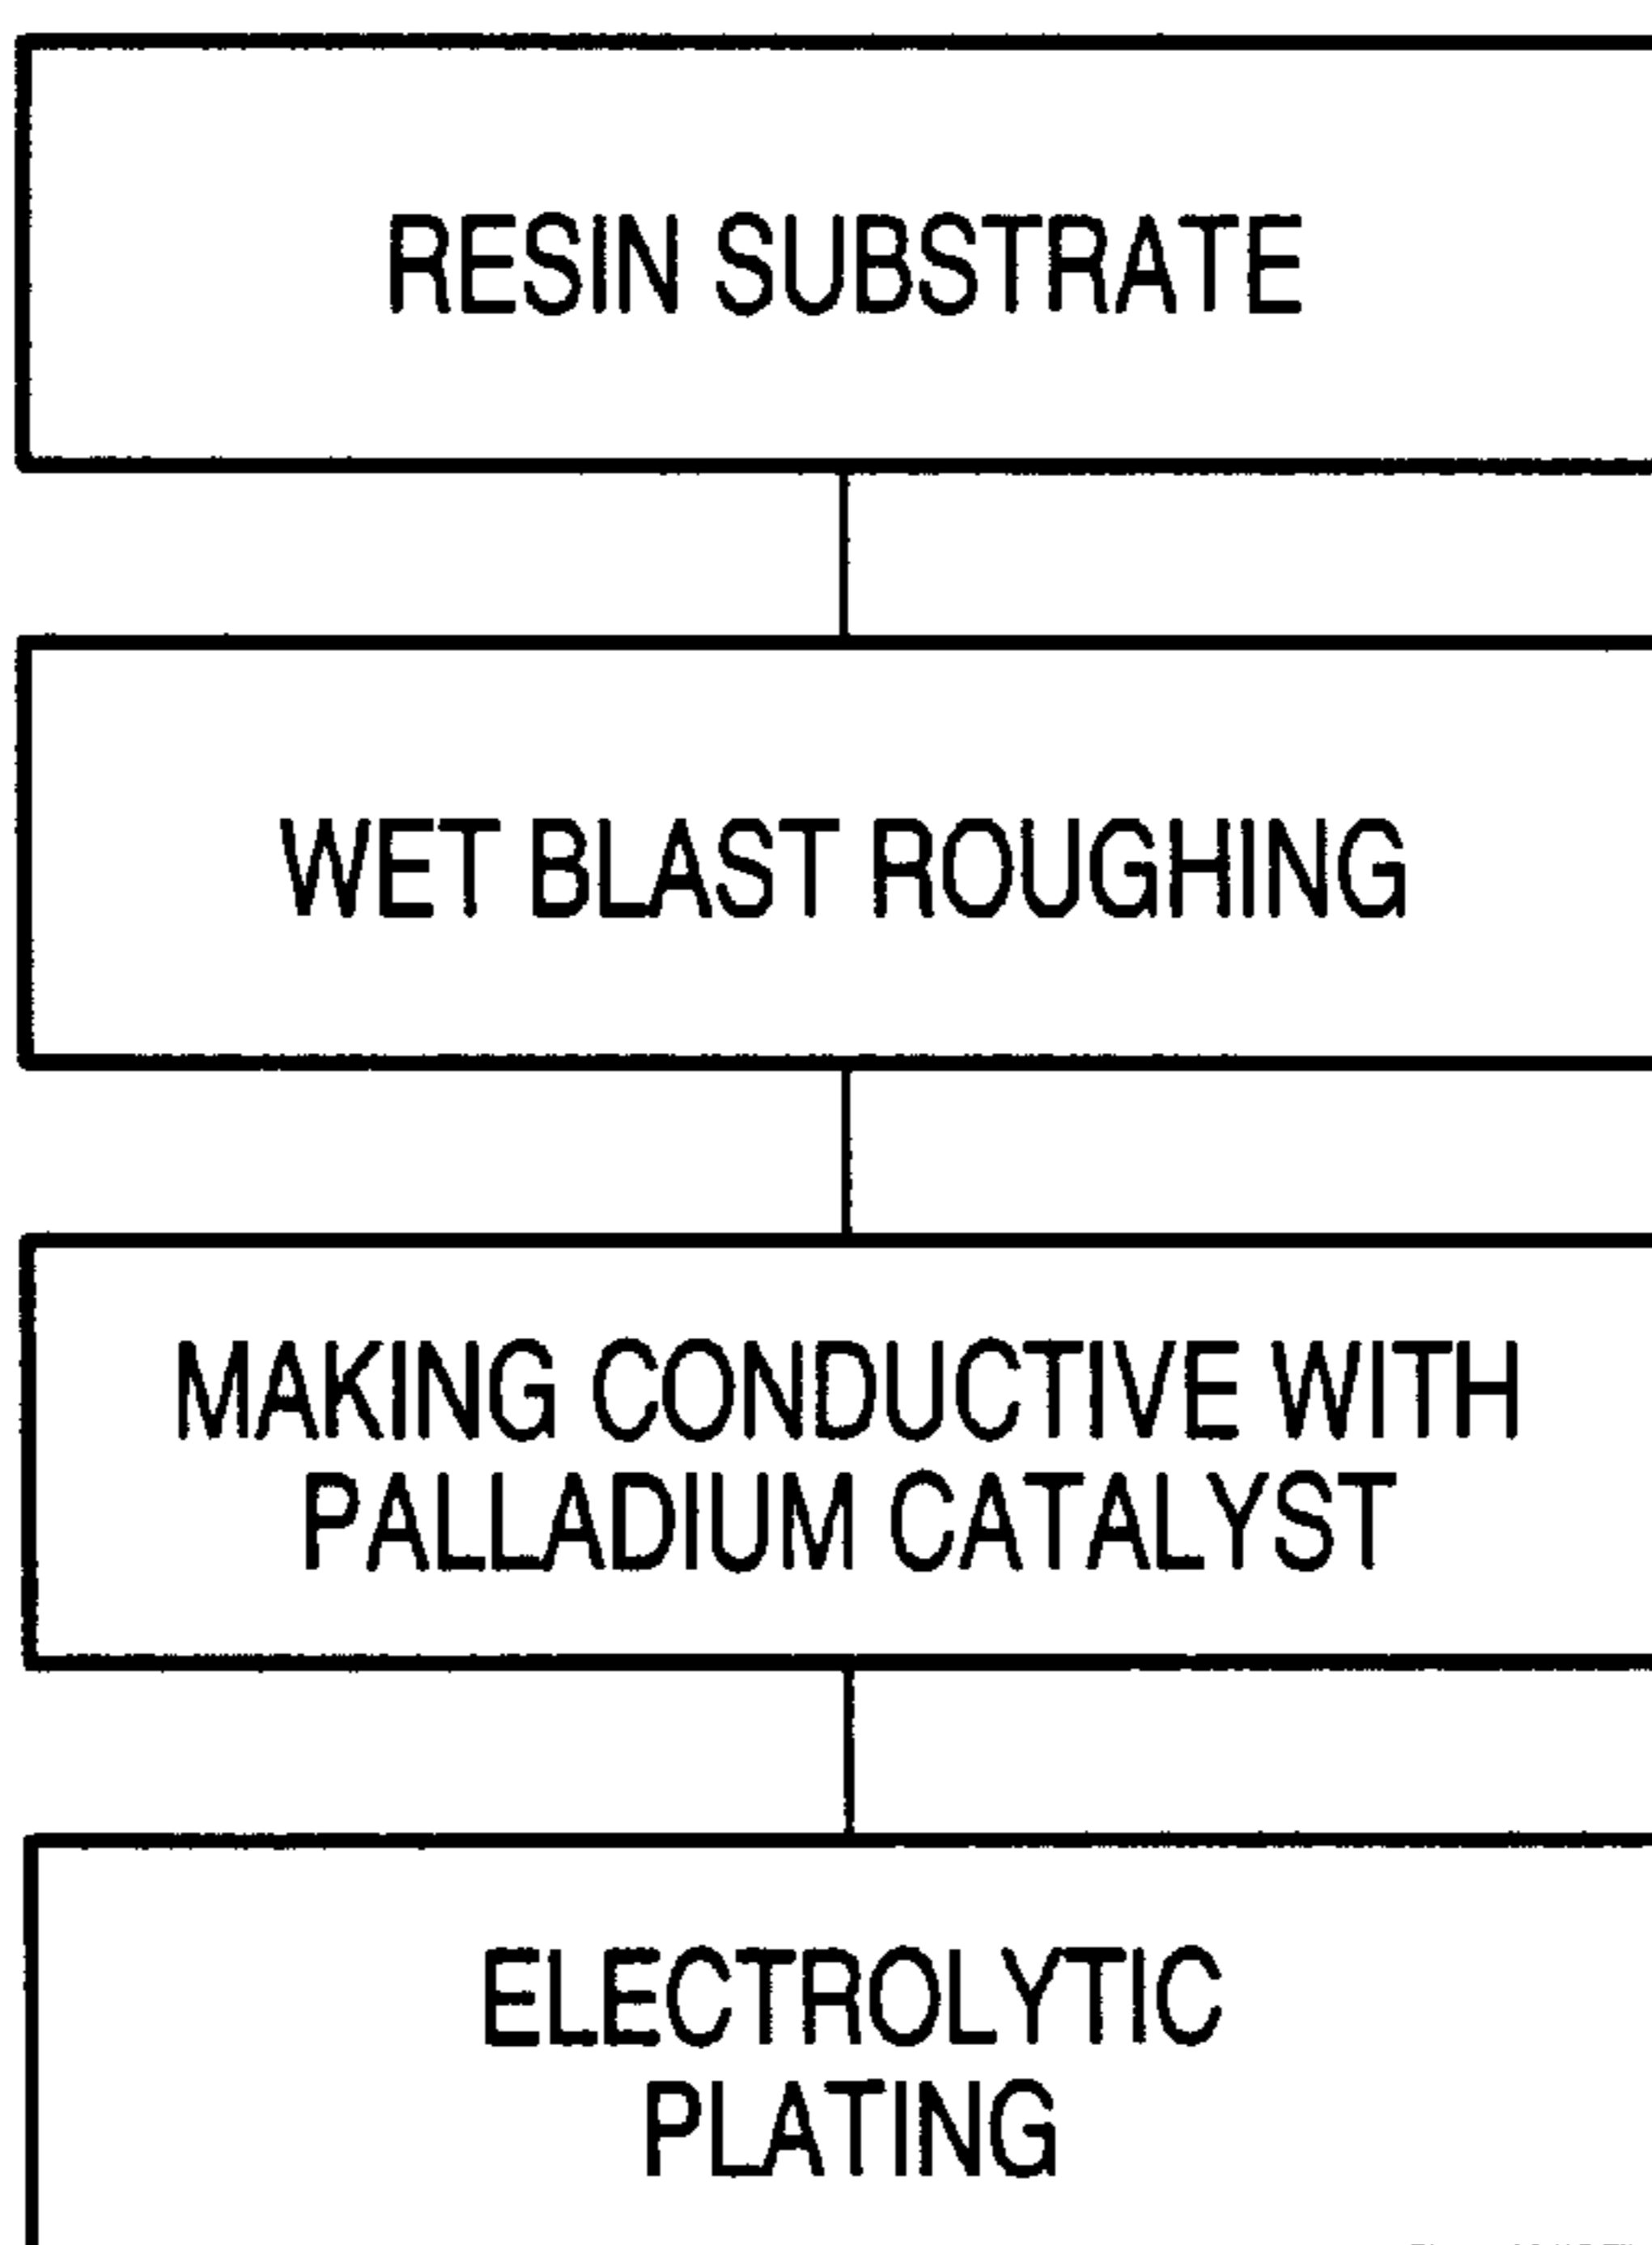 RESIN SUBSTRATE
WET BLAST ROUGHING
MAKING CONDUCTIVE WITH
PALLADIUM CATALYST
ELECTROLYTIC
PLATING